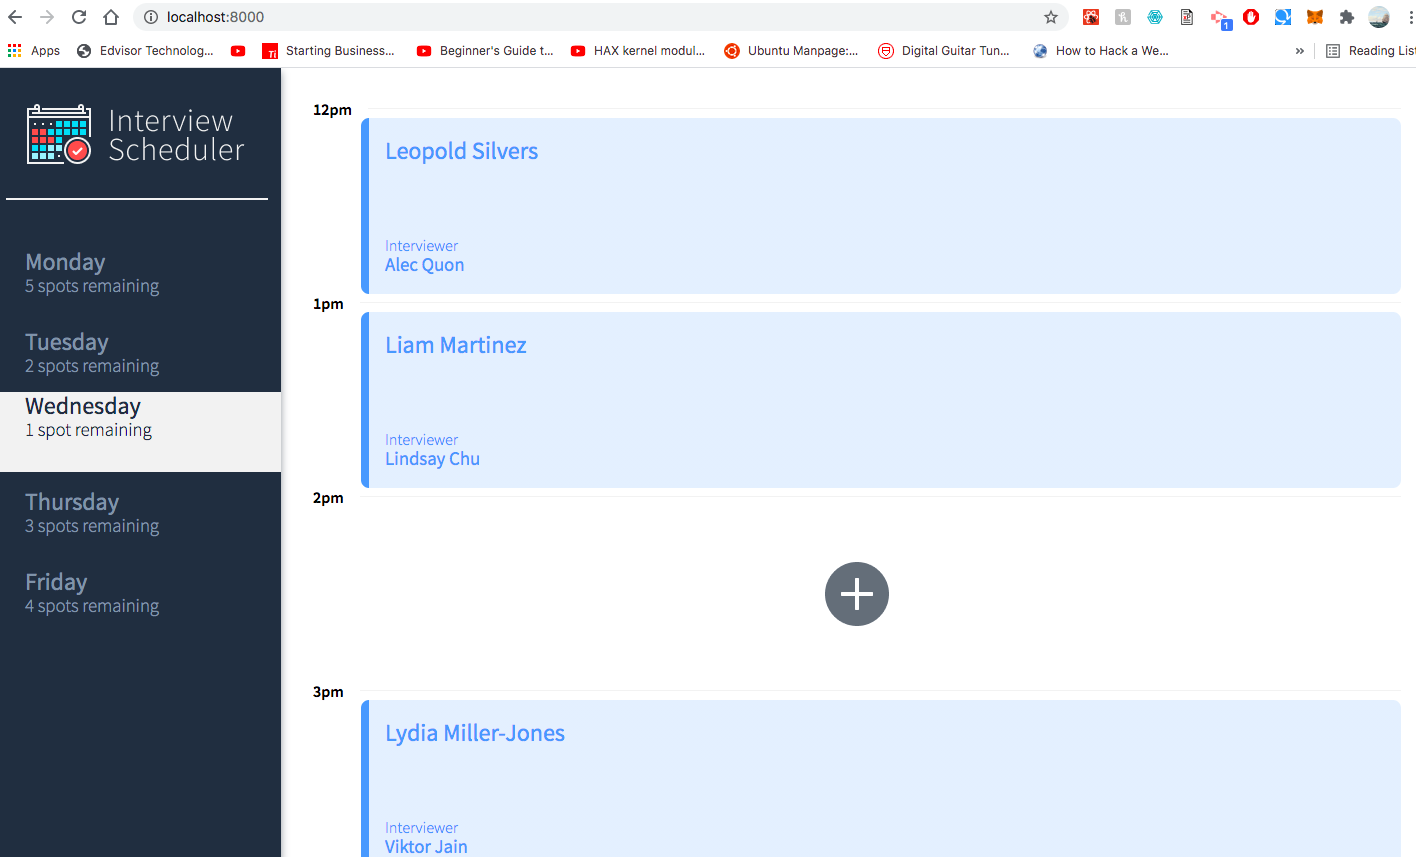 localhost:8000
1
Apps
Edvisor Technolog...
Starting Business...
Beginner's Guide t...
HAX kernel modul...
Ubuntu Manpage:...
Digital Guitar Tun...
How to Hack a We...
»
Reading List
Interview
Scheduler
Monday
5 spots remaining
Tuesday
2 spots remaining
Wednesday
1 spot remaining
Thursday
3 spots remaining
Friday
4 spots remaining
12pm
Leopold Silvers
Interviewer
Alec Quon
1pm
Liam Martinez
Interviewer
Lindsay Chu
2pm
3pm
Lydia Miller-Jones
Interviewer
Viktor Jain